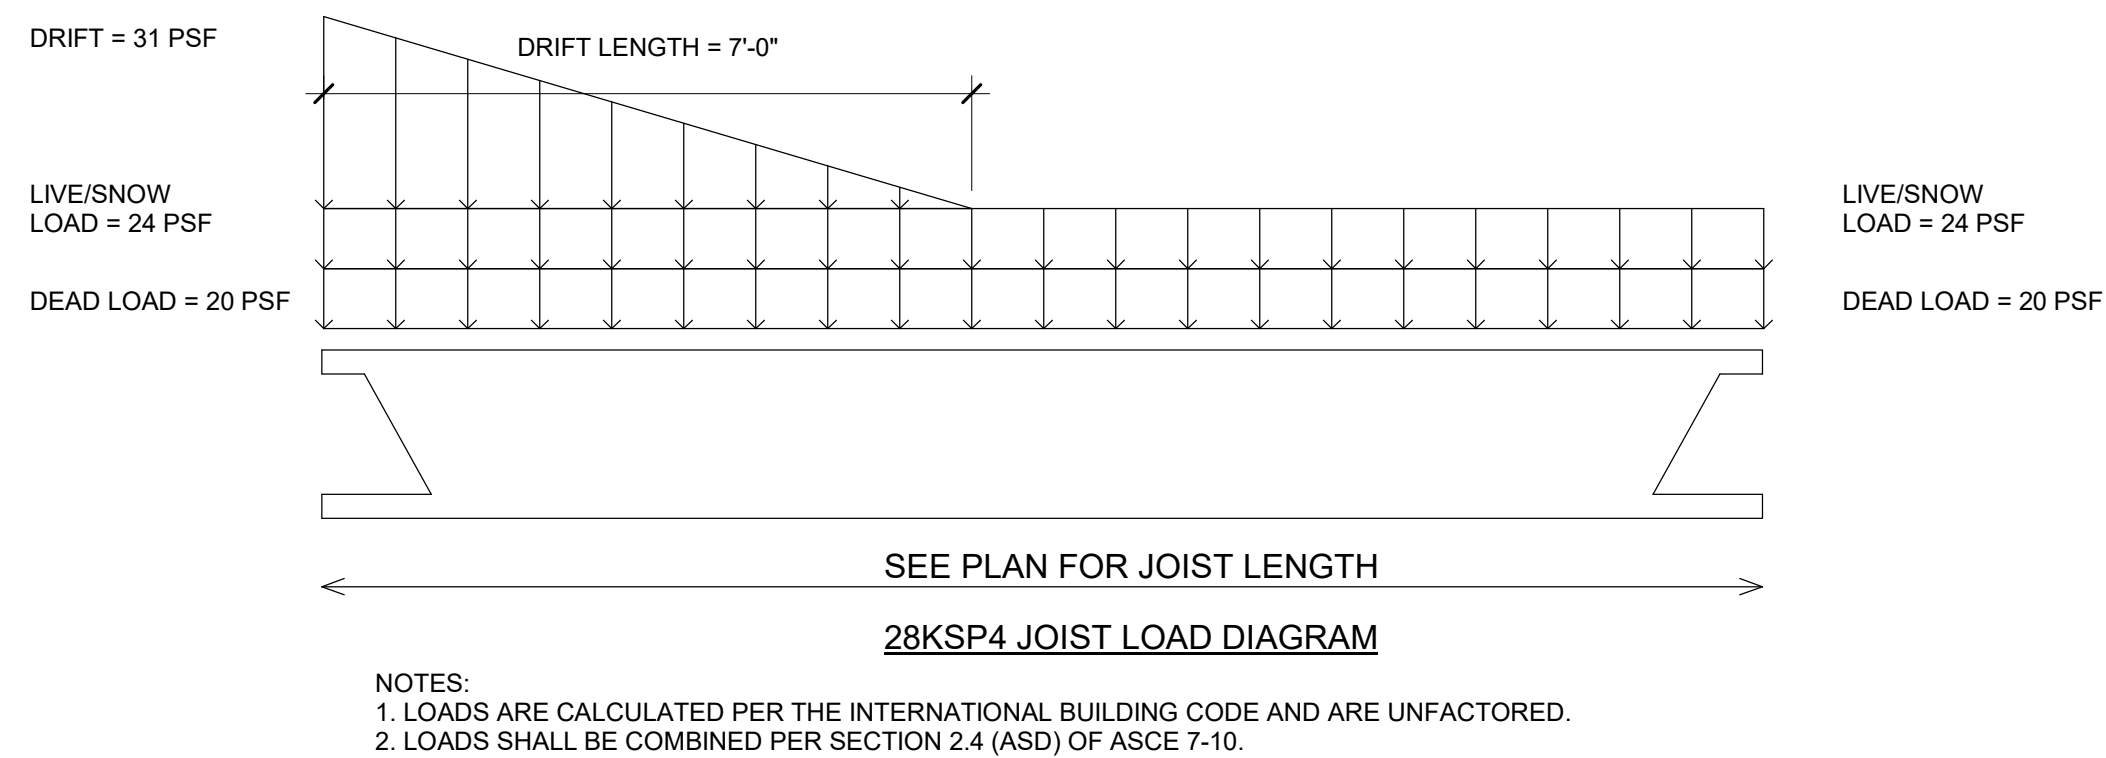 DRIFT = 31 PSF
DRIFT LENGTH = 7'-0"
LIVE/SNOW
LOAD = 24 PSF
LIVE/SNOW
LOAD = 24 PSF
DEAD LOAD = 20 PSF
DEAD LOAD = 20 PSF
SEE PLAN FOR JOIST LENGTH
28KSP4 JOIST LOAD DIAGRAM
NOTES:
1. LOADS ARE CALCULATED PER THE INTERNATIONAL BUILDING CODE AND ARE UNFACTORED.
2. LOADS SHALL BE COMBINED PER SECTION 2.4 (ASD) OF ASCE 7-10.